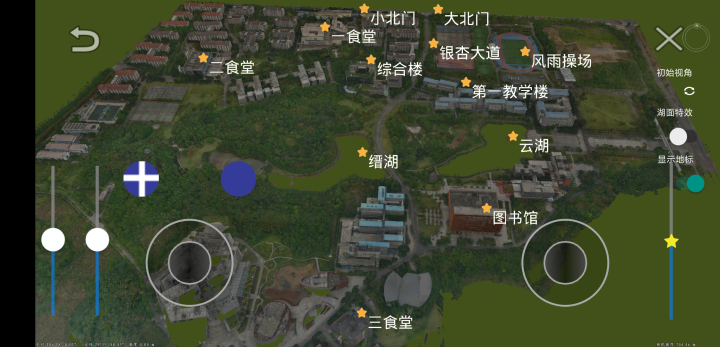 小北门
大北门
一食堂
银杏大道
风雨操场
二食堂
综合楼
初始视角
第一教学楼
湖面特效
云湖
缙湖
显示地标
图书馆
三食堂